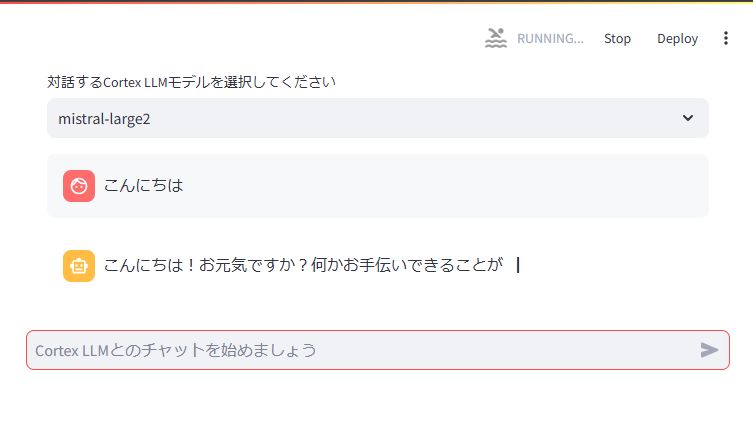 RUNNING... Stop Deploy
対話するCortex LLMモデルを選択してください
mistral-large2
こんにちは
こんにちは！お元気ですか？何かお手伝いできることが
Cortex LLMとのチャットを始めましょう